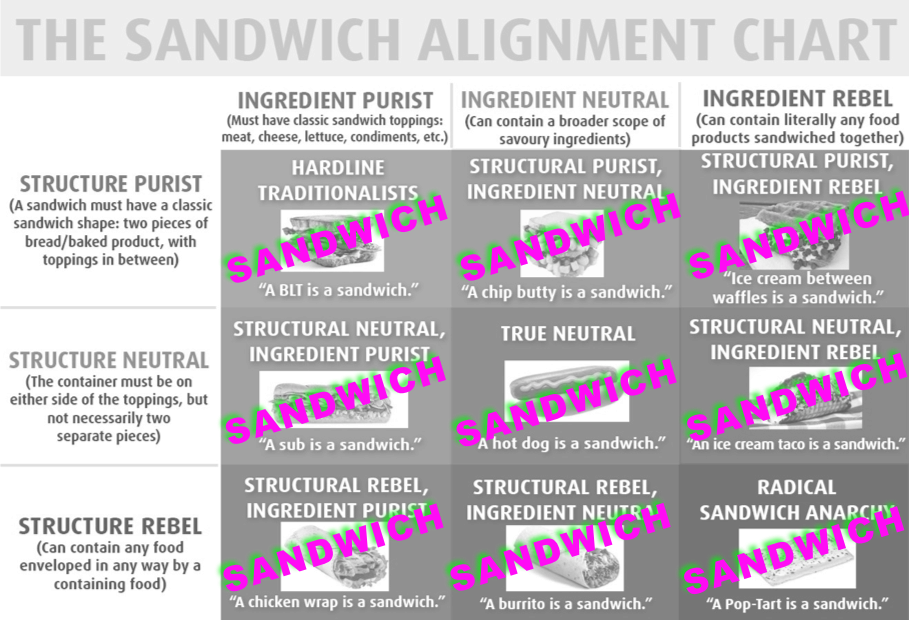 THE SANDWICH ALIGNMENT CHART
INGREDIENT PURIST
(Must have classic sandwich toppings:
meat, cheese, lettuce, condiments, etc.)
INGREDIENT NEUTRAL
(Can contain a broader scope of
savoury ingredients)
INGREDIENT REBEL
(Can contain literally any food
products sandwiched together)
STRUCTURE PURIST
(A sandwich must have a classic
sandwich shape: two pieces of
bread/baked product, with
toppings in between)
HARDLINE
TRADITIONALISTS
SANDWICH
“A BLT is a sandwich.”
STRUCTURAL PURIST,
INGREDIENT NEUTRAL
SANDWICH
“A chip butty is a sandwich.”
STRUCTURAL PURIST,
INGREDIENT REBEL
SANDWICH
“Ice cream between
waffles is a sandwich.”
STRUCTURE NEUTRAL
(The container must be on
either side of the toppings, but
not necessarily two
separate pieces)
STRUCTURAL NEUTRAL,
INGREDIENT PURIST
SANDWICH
“A sub is a sandwich.”
TRUE NEUTRAL
SANDWICH
“A hot dog is a sandwich.”
STRUCTURAL NEUTRAL,
INGREDIENT REBEL
SANDWICH
“An ice cream taco is a sandwich.”
STRUCTURE REBEL
(Can contain any food
enveloped in any way by a
containing food)
STRUCTURAL REBEL,
INGREDIENT PURIST
SANDWICH
“A chicken wrap is a sandwich.”
STRUCTURAL REBEL,
INGREDIENT NEUTRAL
SANDWICH
“A burrito is a sandwich.”
RADICAL
SANDWICH ANARCHY
SANDWICH
“A Pop-Tart is a sandwich.”